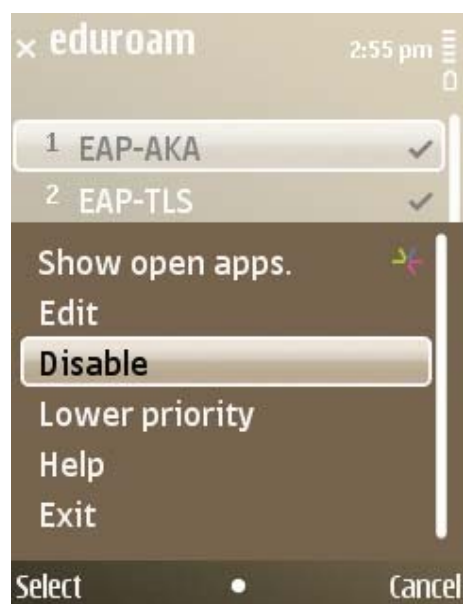 eduroam 2:55 pm
1 EAP-AKA
2 EAP-TLS
Show open apps.
Edit
Disable
Lower priority
Help
Exit
Select Cancel